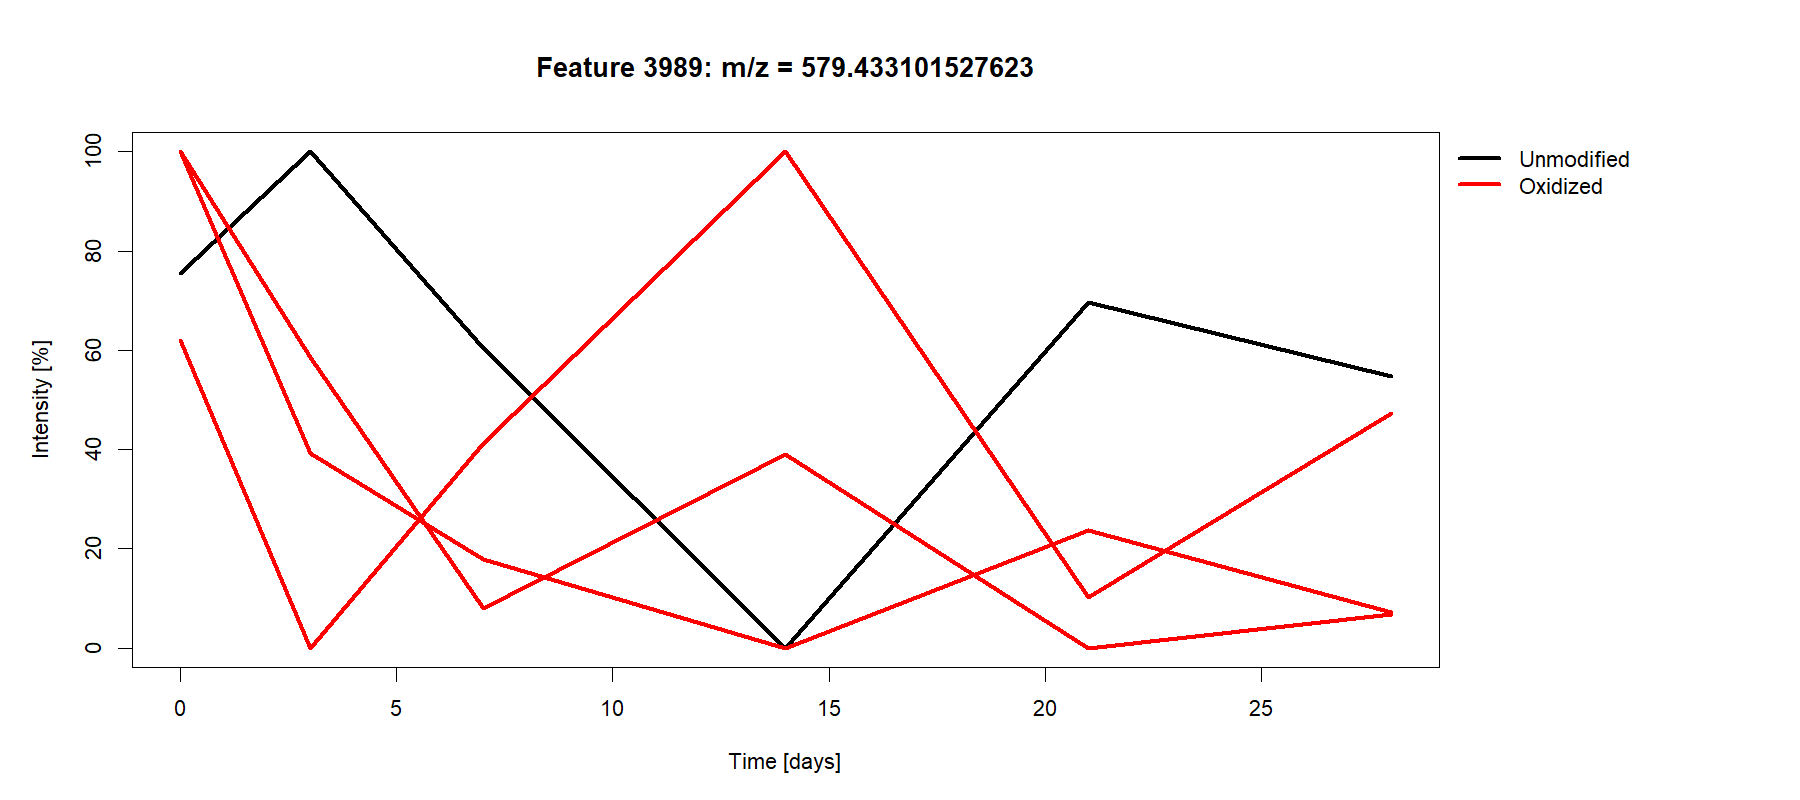 Feature 3989: m/z = 579.433101527623
Unmodified
Oxidized
100
80
60
40
20
0
Intensity [%]
0 5 10 15 20 25
Time [days]